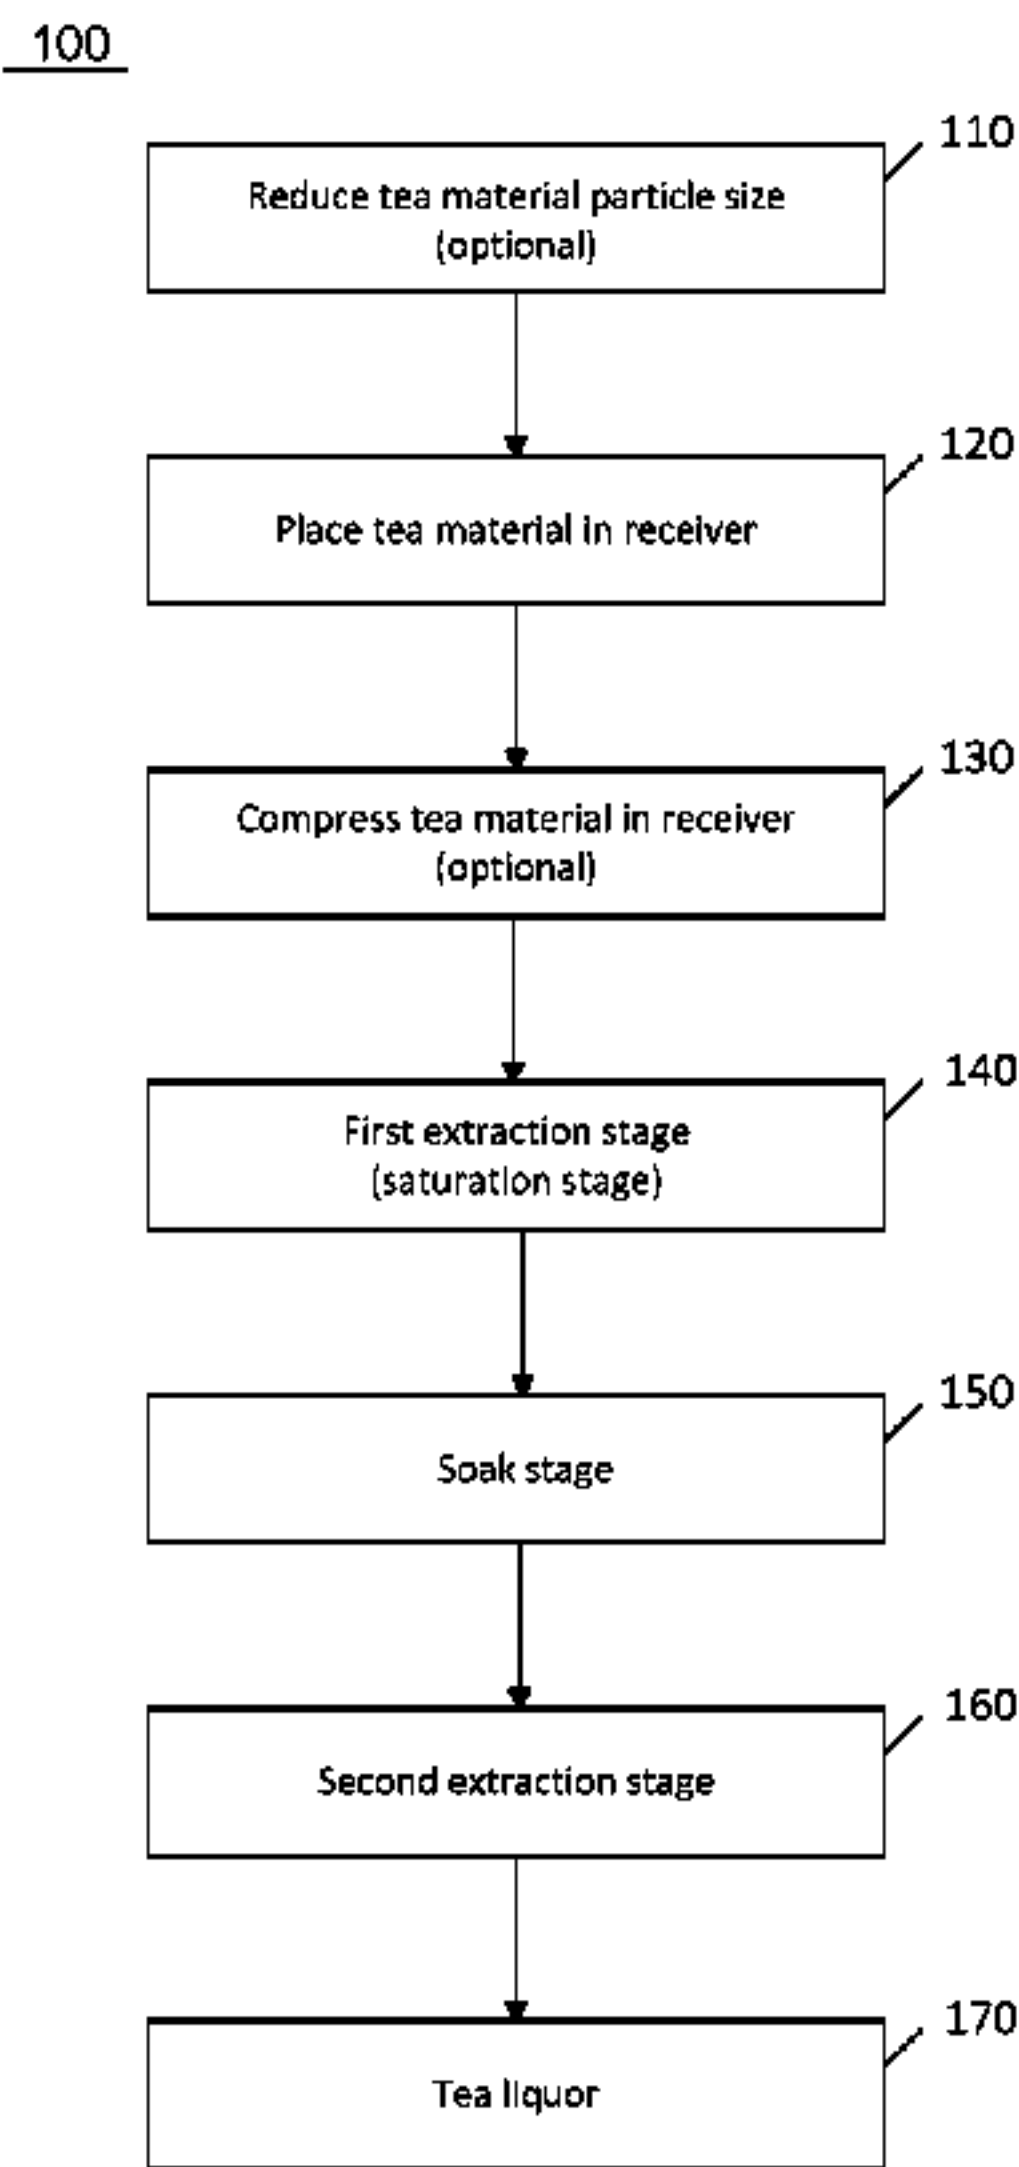 100
110
Reduce tea material particle size
(optional)
120
Place tea material in receiver
130
Compress tea material in receiver
(optional)
140
First extraction stage
(saturation stage)
150
Soak stage
160
Second extraction stage
170
Tea liquor